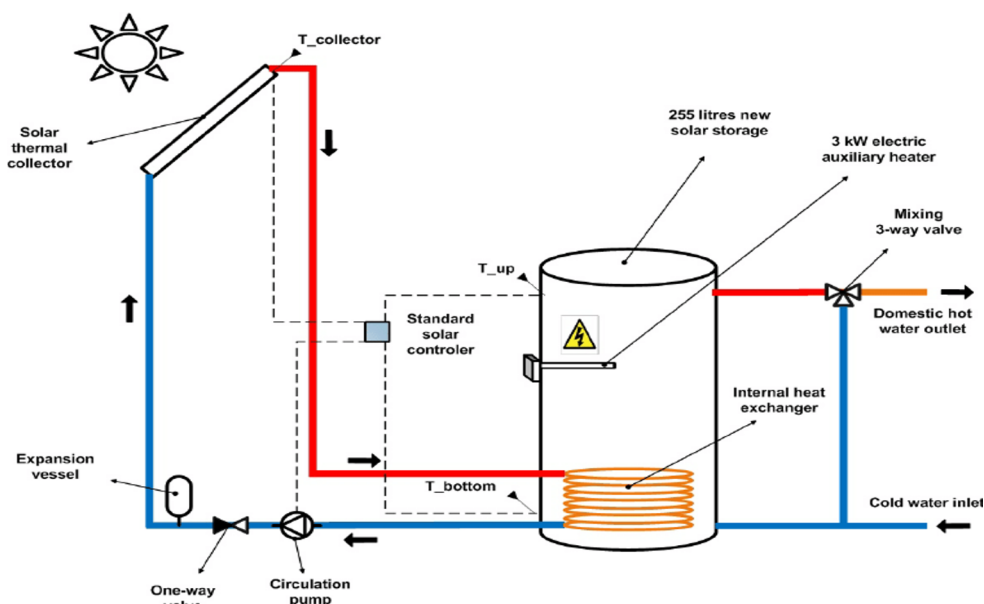 T_collector
Solar
thermal
collector
255 litres new
solar storage
3 kW electric
auxiliary heater
Mixing
3-way valve
T_up
Standard
solar
controler
Domestic hot
water outlet
Internal heat
exchanger
Expansion
vessel
T_bottom
Cold water inlet
One-way
valve
Circulation
pump